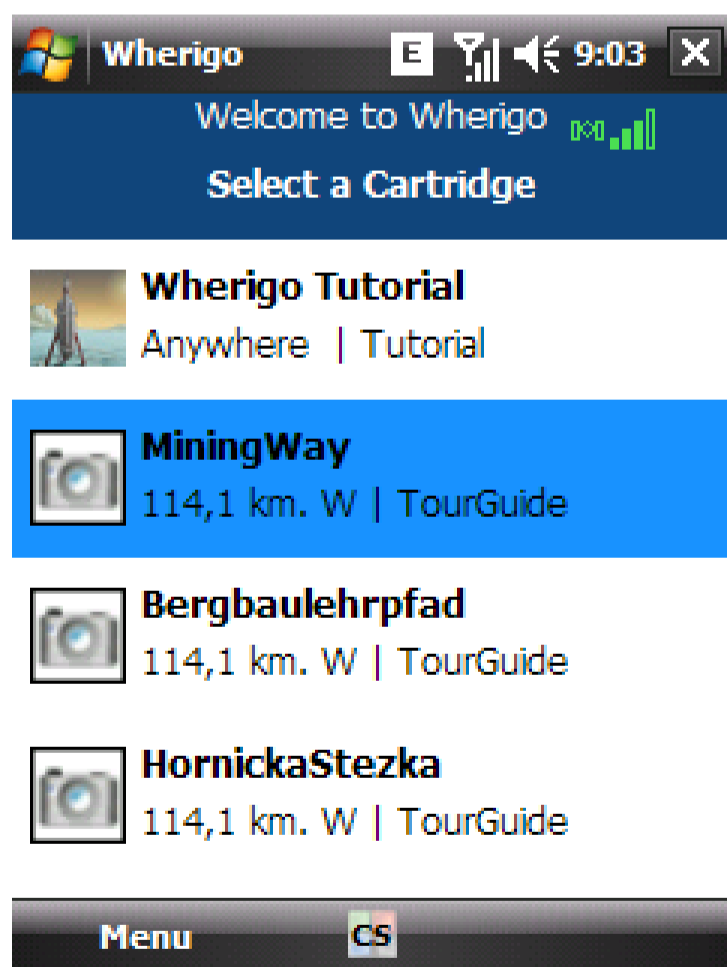 Wherigo E 9:03
Welcome to Wherigo
Select a Cartridge
Wherigo Tutorial
Anywhere | Tutorial
MiningWay
114,1 km. W | TourGuide
Bergbaulehrpfad
114,1 km. W | TourGuide
HornickaStezka
114,1 km. W | TourGuide
Menu CS